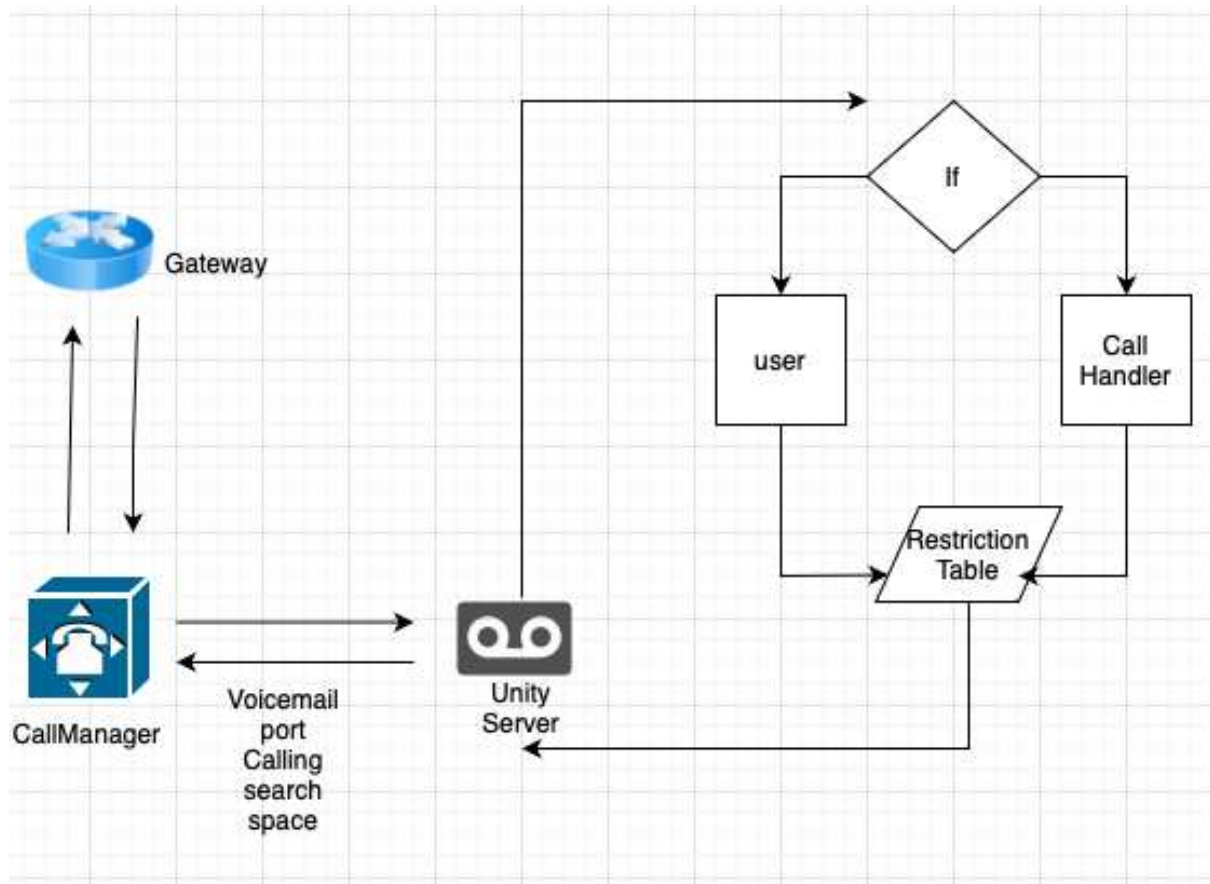 If
Gateway
user
Call
Handler
Restriction
Table
Unity
Server
CallManager
Voicemail
port
Calling
search
space